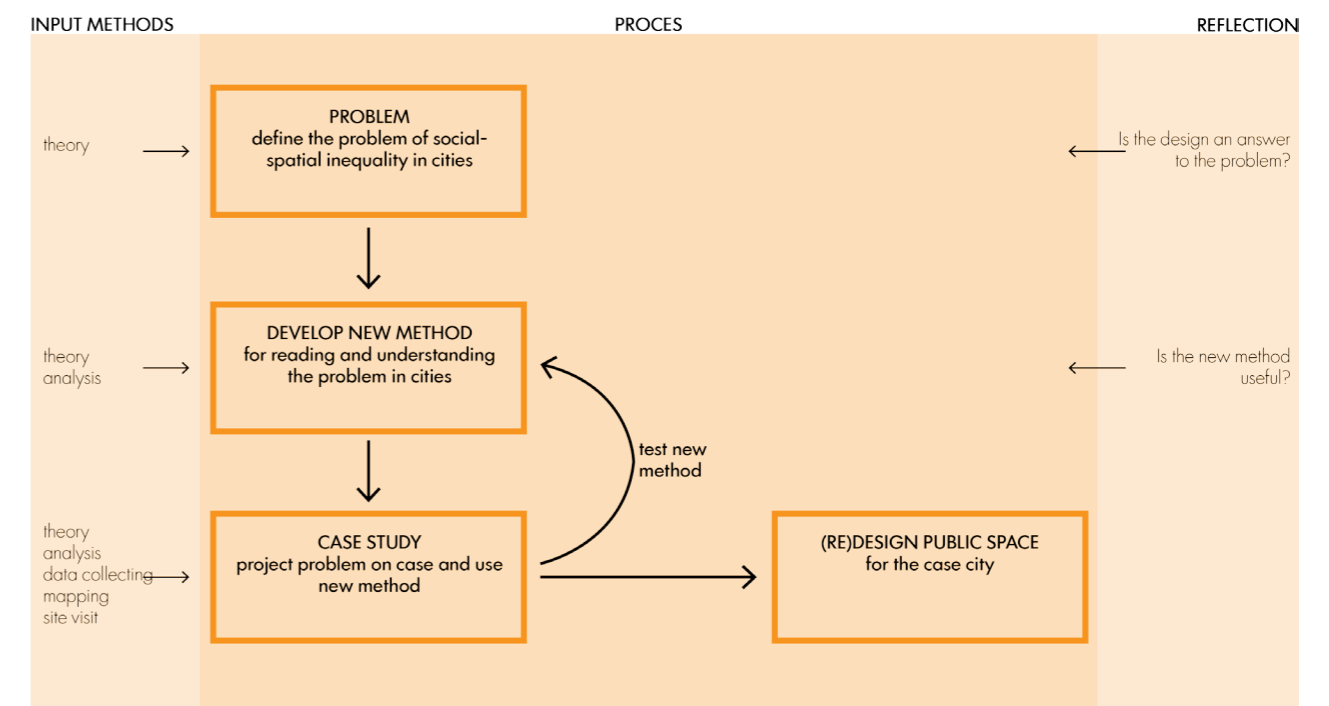 INPUT METHODS
PROCES
REFLECTION
theory
PROBLEM
define the problem of social-
spatial inequality in cities
Is the design an answer
to the problem?
theory
analysis
DEVELOP NEW METHOD
for reading and understanding
the problem in cities
Is the new method
useful?
test new
method
theory
analysis
data collecting
mapping
site visit
CASE STUDY
project problem on case and use
new method
(RE)DESIGN PUBLIC SPACE
for the case city